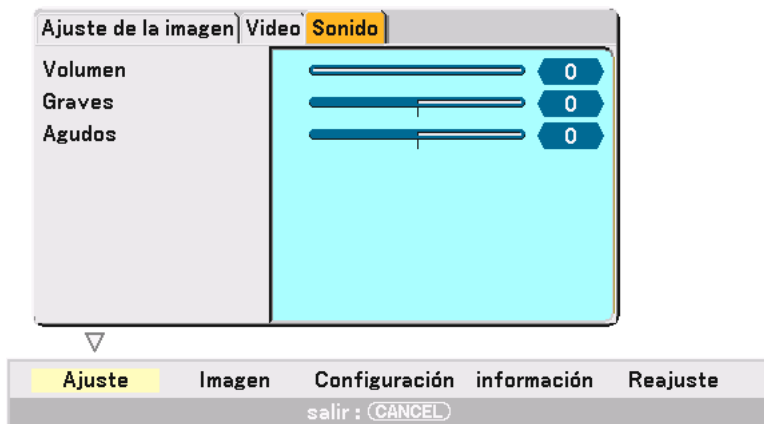 Ajuste de la imagen Video Sonido
Volumen 0
Graves 0
Agudos 0
Ajuste Imagen Configuración información Reajuste
salir : CANCEL